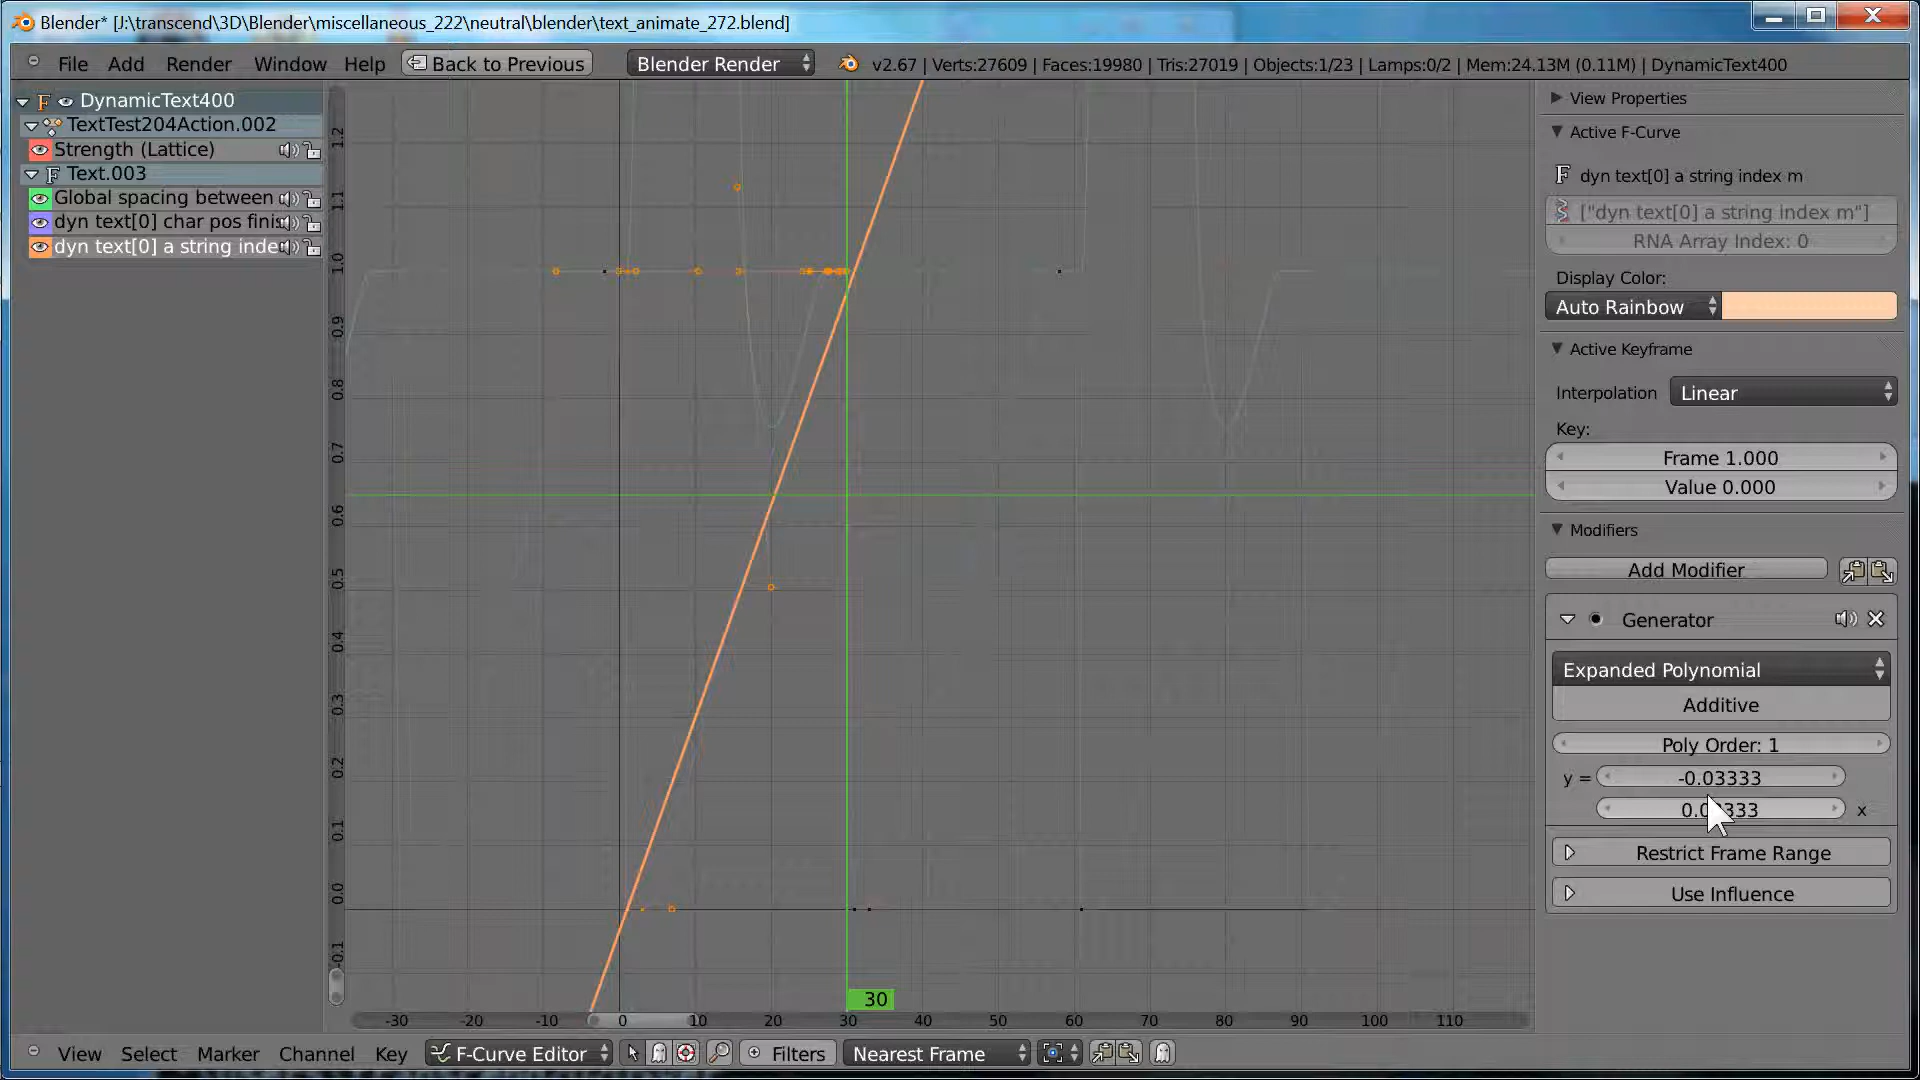 Blender* [J:\transcend\3D\Blender\miscellaneous_222\neutral\blender\text_animate_272.blend]
File Add Render Window Help Back to Previous Blender Render v2.67 | Verts:27609 | Faces:19980 | Tris:27019 | Objects:1/23 | Lamps:0/2 | Mem:24.13M (0.11M) | DynamicText400
DynamicText400
TextTest204Action.002
Strength (Lattice)
Text.003
Global spacing between
dyn text[0] char pos finis
dyn text[0] a string inde
1.2
1.1
1.0
0.9
0.8
0.7
0.6
0.5
0.4
0.3
0.2
0.1
0.0
-0.1
30
-30 -20 -10 0 10 20 30 40 50 60 70 80 90 100 110
View Properties
Active F-Curve
F dyn text[0] a string index m
["dyn text[0] a string index m"]
RNA Array Index: 0
Display Color:
Auto Rainbow
Active Keyframe
Interpolation Linear
Key:
Frame 1.000
Value 0.000
Modifiers
Add Modifier
Generator
Expanded Polynomial
Additive
Poly Order: 1
y = -0.03333
x
Restrict Frame Range
Use Influence
View Select Marker Channel Key F-Curve Editor Filters Nearest Frame